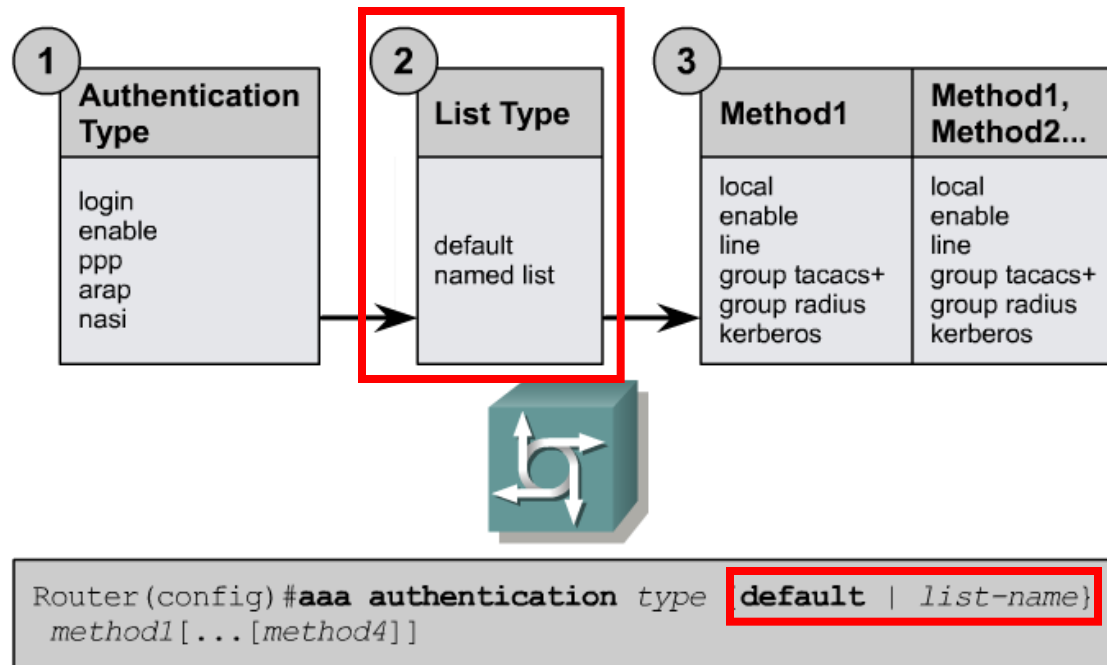 1
Authentication
Type
login
enable
ppp
arap
nasi
2
List Type
default
named list
3
Method1
local
enable
line
group tacacs+
group radius
kerberos
Method1,
Method2...
local
enable
line
group tacacs+
group radius
kerberos
Router(config)#aaa authentication type {default | list-name}
method1[...[method4]]